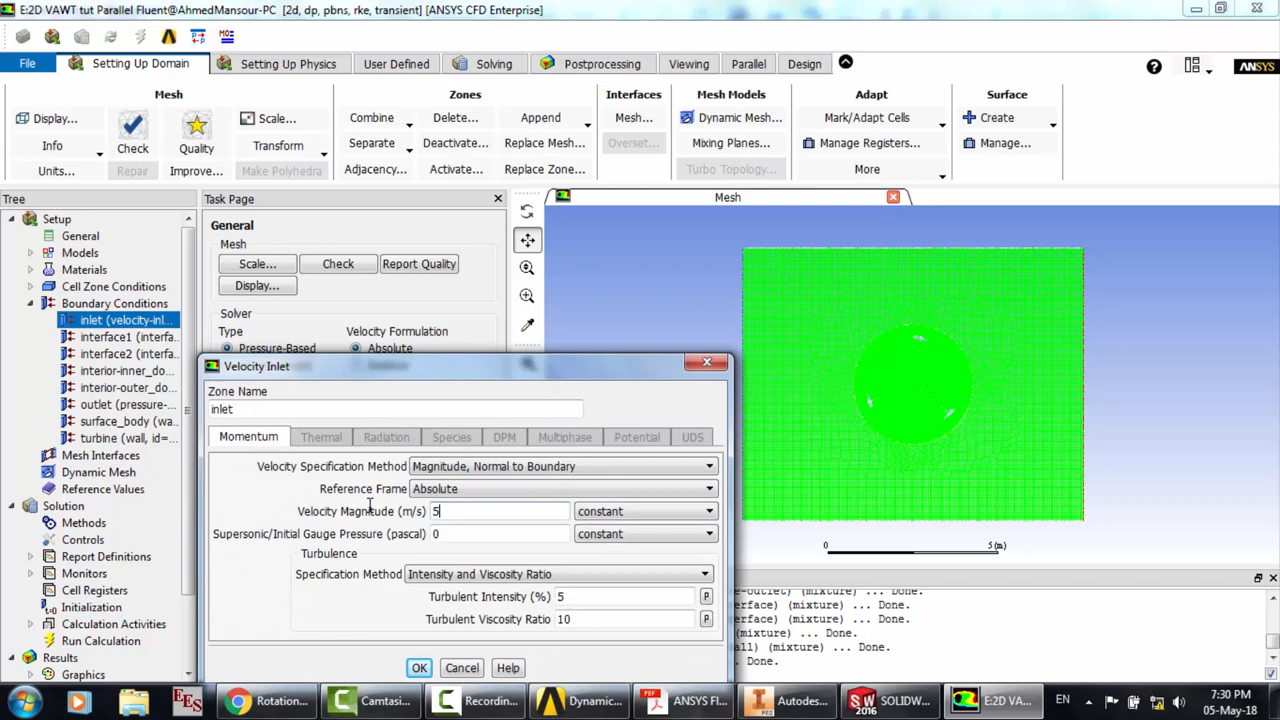 E:2D VAWT tut Parallel Fluent@AhmedMansour-PC [2d, dp, pbns, rke, transient] [ANSYS CFD Enterprise]
File Setting Up Domain Setting Up Physics User Defined Solving Postprocessing Viewing Parallel Design ANSYS
Mesh Zones Interfaces Mesh Models Adapt Surface
Display... Scale... Combine Delete... Append Mesh... Dynamic Mesh... Mark/Adapt Cells Create
Info Check Quality Transform Separate Deactivate... Replace Mesh... Overset... Mixing Planes... Manage Registers... Manage...
Units... Repair Improve... Make Polyhedra Adjacency... Activate... Replace Zone... Turbo Topology... More
Tree Task Page Mesh
Setup
General
Models
Materials
Cell Zone Conditions
Boundary Conditions
inlet (velocity-inl...
interface1 (interfa...
interface2 (interfa...
interior-inner_do...
interior-outer_do...
outlet (pressure-...
surface_body (wa...
turbine (wall, id=...
Mesh Interfaces
Dynamic Mesh
Reference Values
Solution
Methods
Controls
Report Definitions
Monitors
Cell Registers
Initialization
Calculation Activities
Run Calculation
Results
Graphics
General
Mesh
Scale... Check Report Quality
Display...
Solver
Type Velocity Formulation
Pressure-Based Absolute
Velocity Inlet
Zone Name
inlet
Momentum Thermal Radiation Species DPM Multiphase Potential UDS
Velocity Specification Method Magnitude, Normal to Boundary
Reference Frame Absolute
Velocity Magnitude (m/s) 5 constant
Supersonic/Initial Gauge Pressure (pascal) 0 constant
Turbulence
Specification Method Intensity and Viscosity Ratio
Turbulent Intensity (%) 5 P
Turbulent Viscosity Ratio 10 P
OK Cancel Help
0 5(m)
e-outlet) (mixture) ... Done.
erface) (mixture) ... Done.
erface) (mixture) ... Done.
(mixture) ... Done.
all) (mixture) ... Done.
... Done.
EES Rotation... Camtasi... Recordin... Dynamic... ANSYS Fl... Autodes... SOLIDW... 2016 E:2D VA... EN 7:30 PM
05-May-18